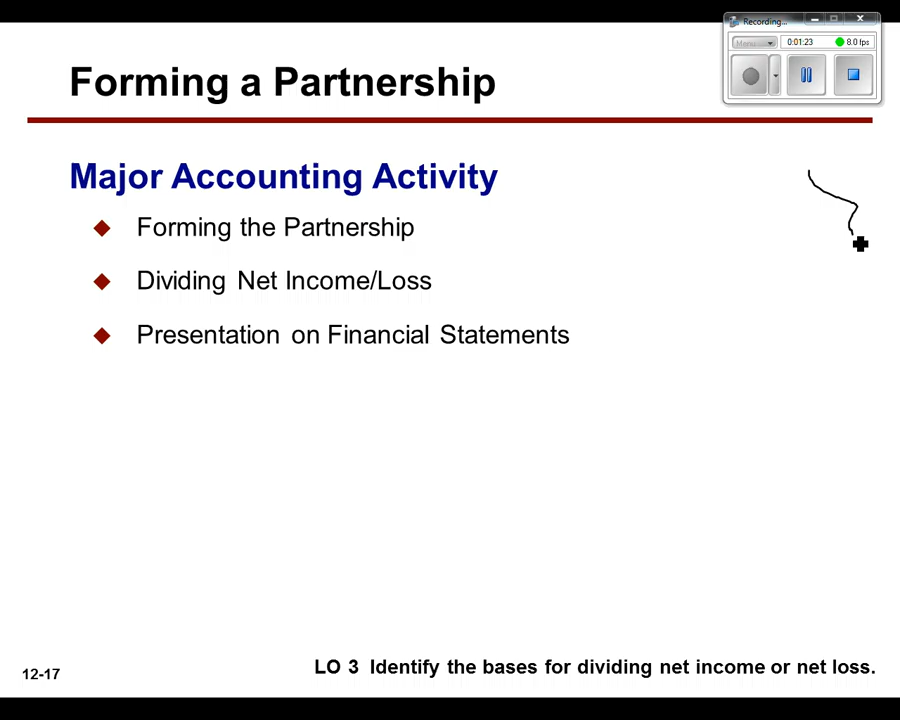 Recording...
Menu
0:01:23
8.0 fps
Forming a Partnership
Major Accounting Activity
Forming the Partnership
Dividing Net Income/Loss
Presentation on Financial Statements
12-17
LO 3 Identify the bases for dividing net income or net loss.